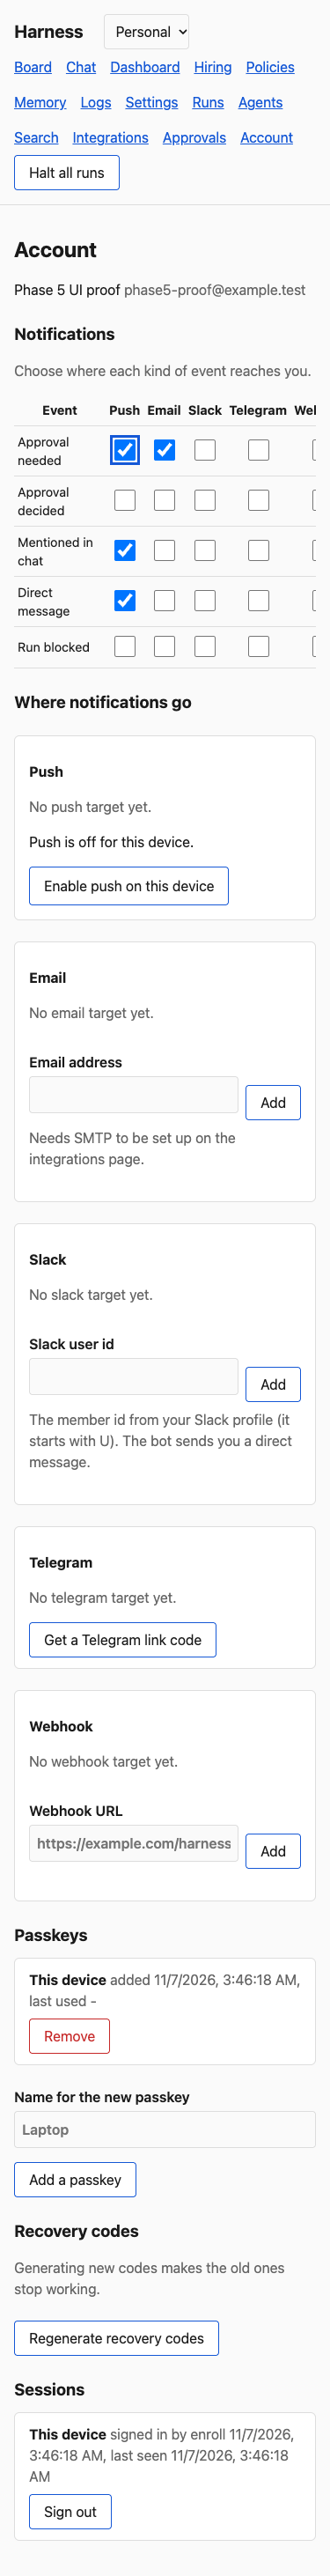 Harness Personal
Board Chat Dashboard Hiring Policies
Memory Logs Settings Runs Agents
Search Integrations Approvals Account
Halt all runs
Account
Phase 5 UI proof phase5-proof@example.test
Notifications
Choose where each kind of event reaches you.
Event Push Email Slack Telegram
Approval
needed
Approval
decided
Mentioned in
chat
Direct
message
Run blocked
Where notifications go
Push
No push target yet.
Push is off for this device.
Enable push on this device
Email
No email target yet.
Email address
Add
Needs SMTP to be set up on the
integrations page.
Slack
No slack target yet.
Slack user id
Add
The member id from your Slack profile (it
starts with U). The bot sends you a direct
message.
Telegram
No telegram target yet.
Get a Telegram link code
Webhook
No webhook target yet.
Webhook URL
https://example.com/harness
Add
Passkeys
This device added 11/7/2026, 3:46:18 AM,
last used -
Remove
Name for the new passkey
Laptop
Add a passkey
Recovery codes
Generating new codes makes the old ones
stop working.
Regenerate recovery codes
Sessions
This device signed in by enroll 11/7/2026,
3:46:18 AM, last seen 11/7/2026, 3:46:18
AM
Sign out